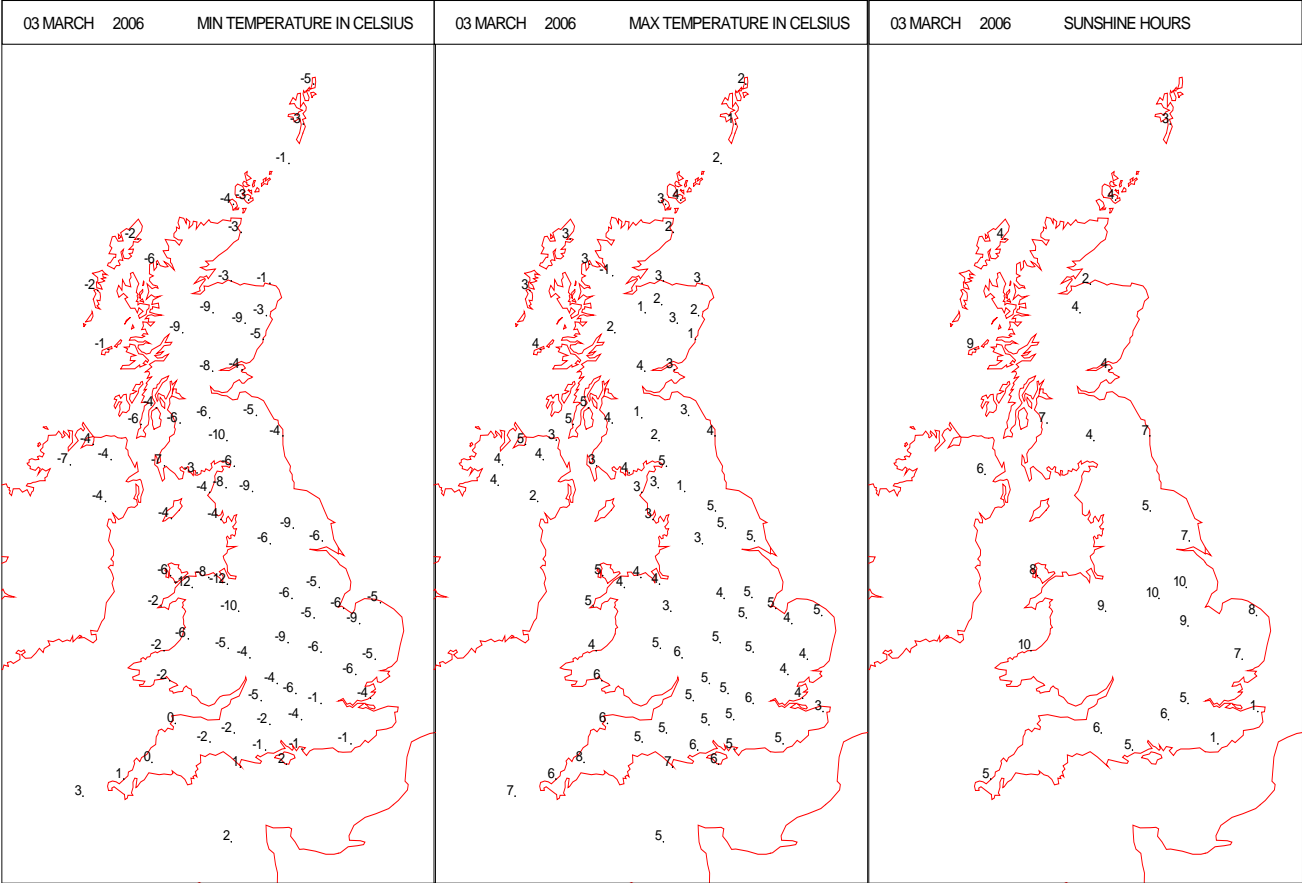 03 MARCH 2006 MIN TEMPERATURE IN CELSIUS
-5.
-3.
-1.
-4. -3.
-3.
-2.
-6.
-3. -1.
-2.
-9. -3.
-9.
-9. -5.
-1.
-8. -4.
-4.
-6. -6. -6. -5.
-10. -4.
-4.
-7. -4. -7. -3. -6.
-4. -8. -9.
-4.
-4. -4.
-9.
-6. -6.
-6. -8.
-12. -12. -5.
-2. -10. -6. -6. -5.
-5. -9.
-6. -9.
-2. -5. -4. -6. -5.
-2. -4. -6.
-5. -6. -1. -4.
0. -2. -4.
-2. -2. -1. -1. -1.
0. 1. 2.
1.
3.
2.
03 MARCH 2006 MAX TEMPERATURE IN CELSIUS
2.
1.
2.
3. 4.
2.
3.
3. -1.
3. 3.
3.
1. 2. 2.
3.
2. 1.
4.
4. 3.
5.
5. 4. 1. 3.
5. 3. 2. 4.
4. 4. 3. 4. 5.
4. 3. 3. 1.
2.
3. 5.
5.
3. 5.
5. 4. 4. 4.
5. 3. 4. 5. 5. 5.
5. 4.
4. 5. 6. 5. 5. 4.
6. 5. 4.
5. 5. 6. 4. 3.
6. 5. 5. 5.
5. 6. 5. 5.
8. 7. 6.
6.
7.
5.
03 MARCH 2006 SUNSHINE HOURS
3.
4.
4.
2.
4.
9.
4.
7.
4. 7.
6.
5.
7.
8. 10.
10.
9. 8.
9.
10. 7.
5. 1.
6.
6. 5. 1.
5.